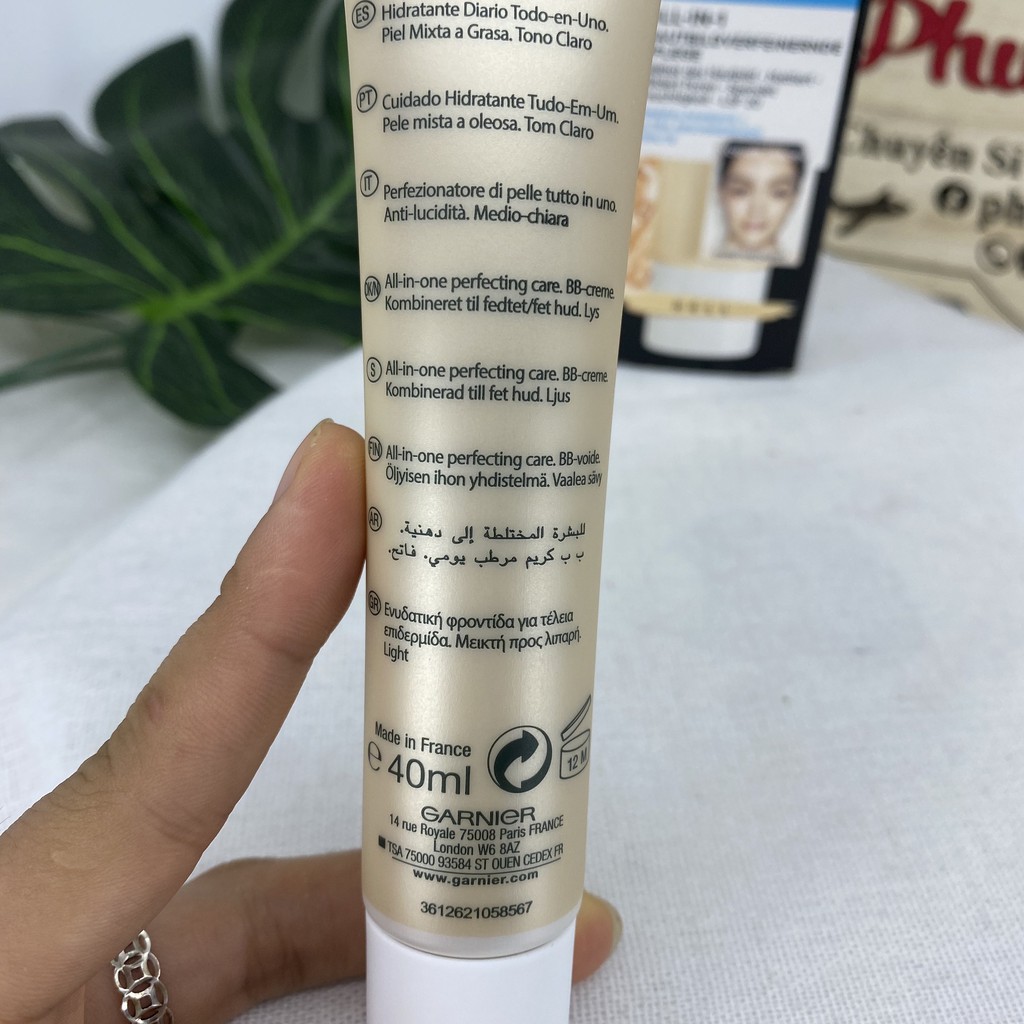 ES Hidratante Diario Todo-en-Uno.
Piel Mixta a Grasa. Tono Claro
PT Cuidado Hidratante Tudo-Em-Um.
Pele mista a oleosa. Tom Claro
IT Perfezionatore di pelle tutto in uno.
Anti-lucidità. Medio-chiara
DK/N All-in-one perfecting care. BB-creme.
Kombineret til fedtet/fet hud. Lys
S All-in-one perfecting care. BB-creme.
Kombinerad till fet hud. Ljus
FIN All-in-one perfecting care. BB-voide.
Öljyisen ihon yhdistelmä. Vaalea sävy
AR للبشرة المختلطة إلى دهنية.
ب ب كريم مرطب يومي. فاتح.
GR Ενυδατική φροντίδα για τέλεια
επιδερμίδα. Μεικτή προς λιπαρή.
Light
Made in France
e 40ml
12 M
GARNIER
14 rue Royale 75008 Paris FRANCE
London W6 8AZ
TSA 75000 93584 ST OUEN CEDEX FR
www.garnier.com
3612621058567
ALL-IN-1
Phu
Chuyên Sỉ
ph